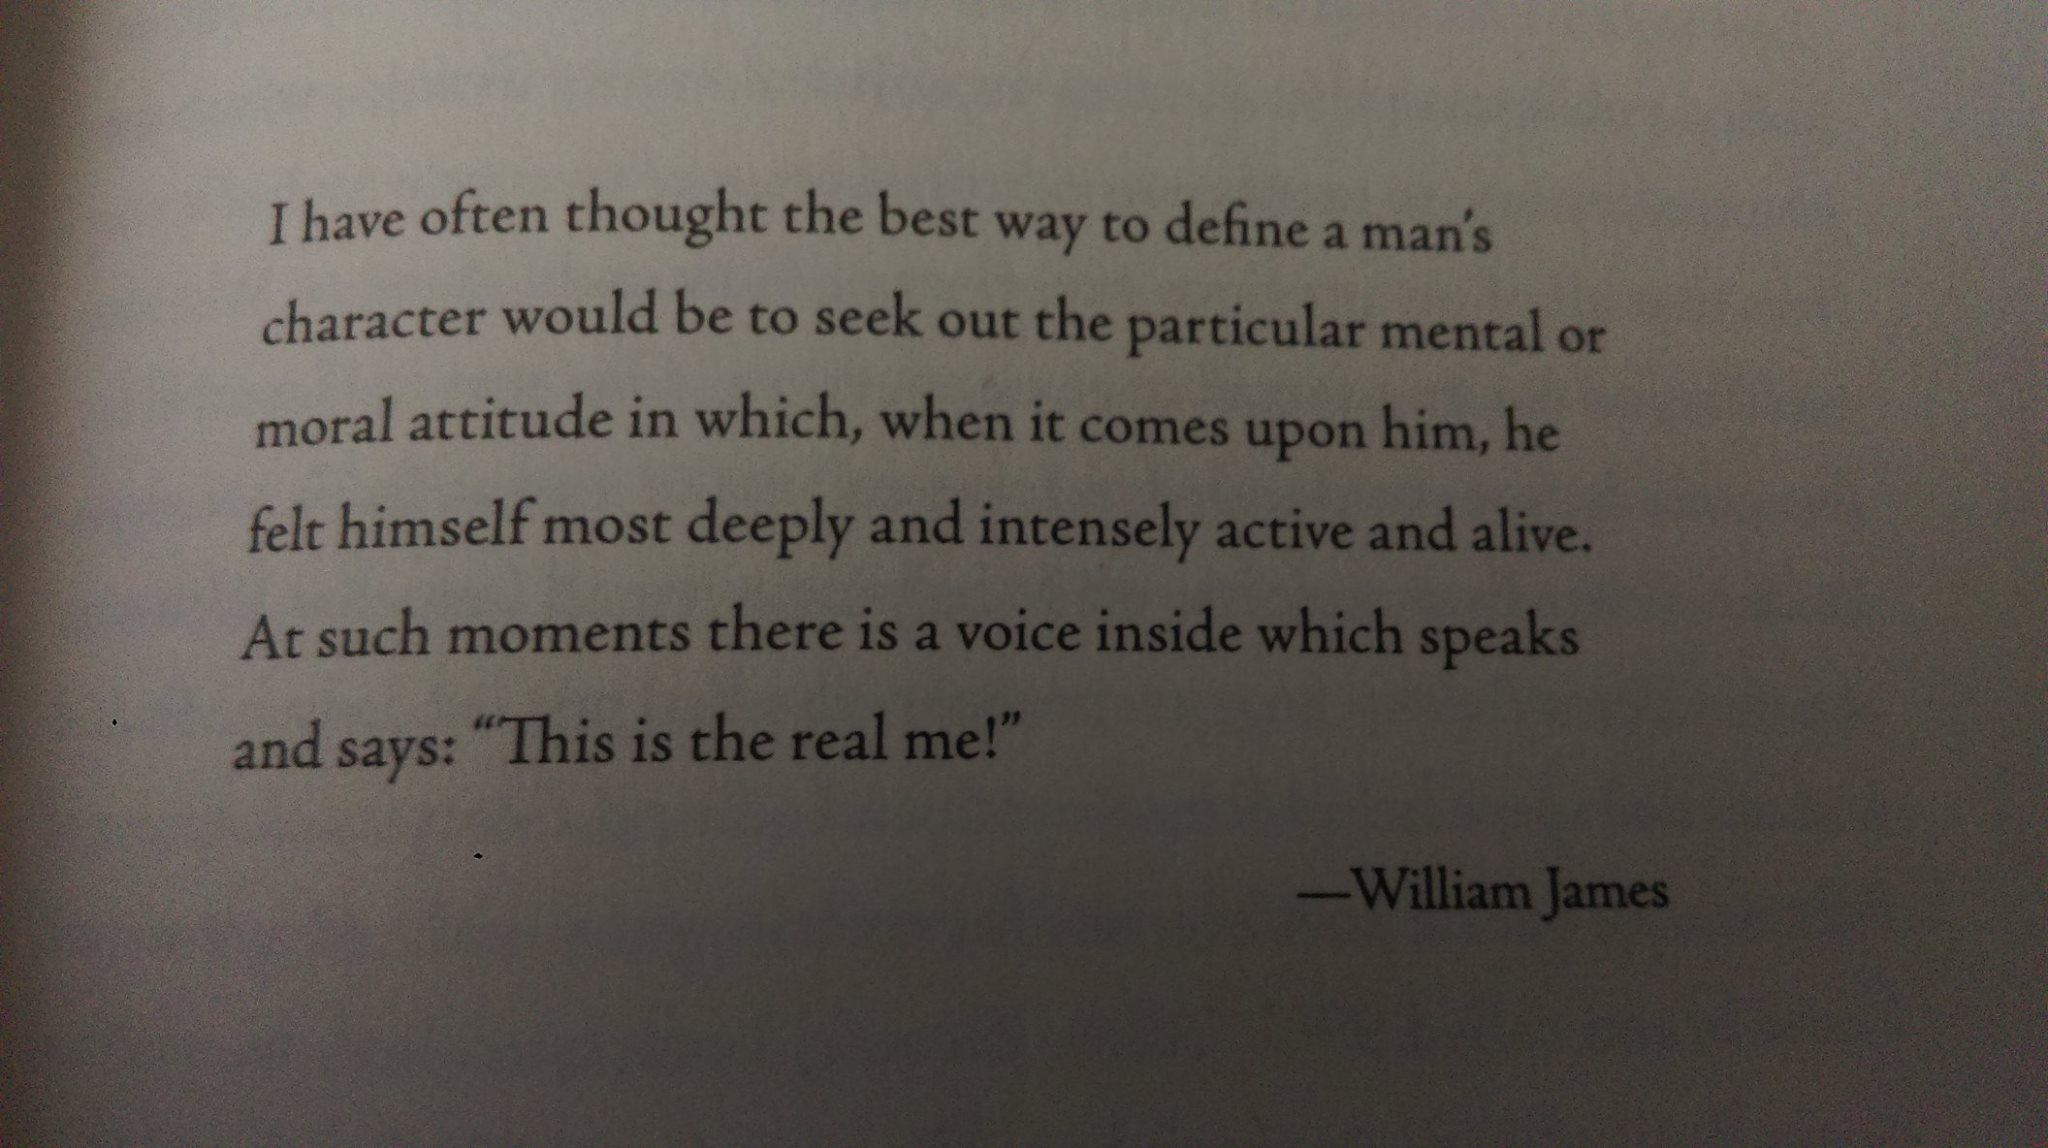 I have often thought the best way to define a man's
character would be to seek out the particular mental or
moral attitude in which, when it comes upon him, he
felt himself most deeply and intensely active and alive.
At such moments there is a voice inside which speaks
and says: “This is the real me!”
—William James